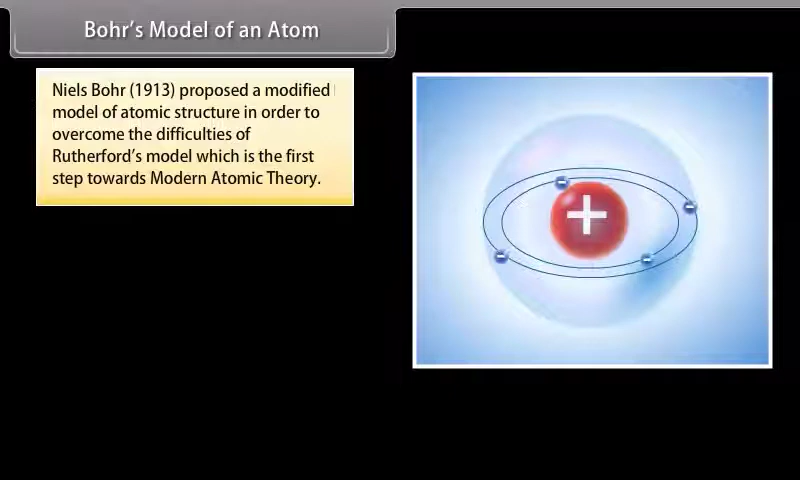 Bohr's Model of an Atom
Niels Bohr (1913) proposed a modified
model of atomic structure in order to
overcome the difficulties of
Rutherford's model which is the first
step towards Modern Atomic Theory.
+